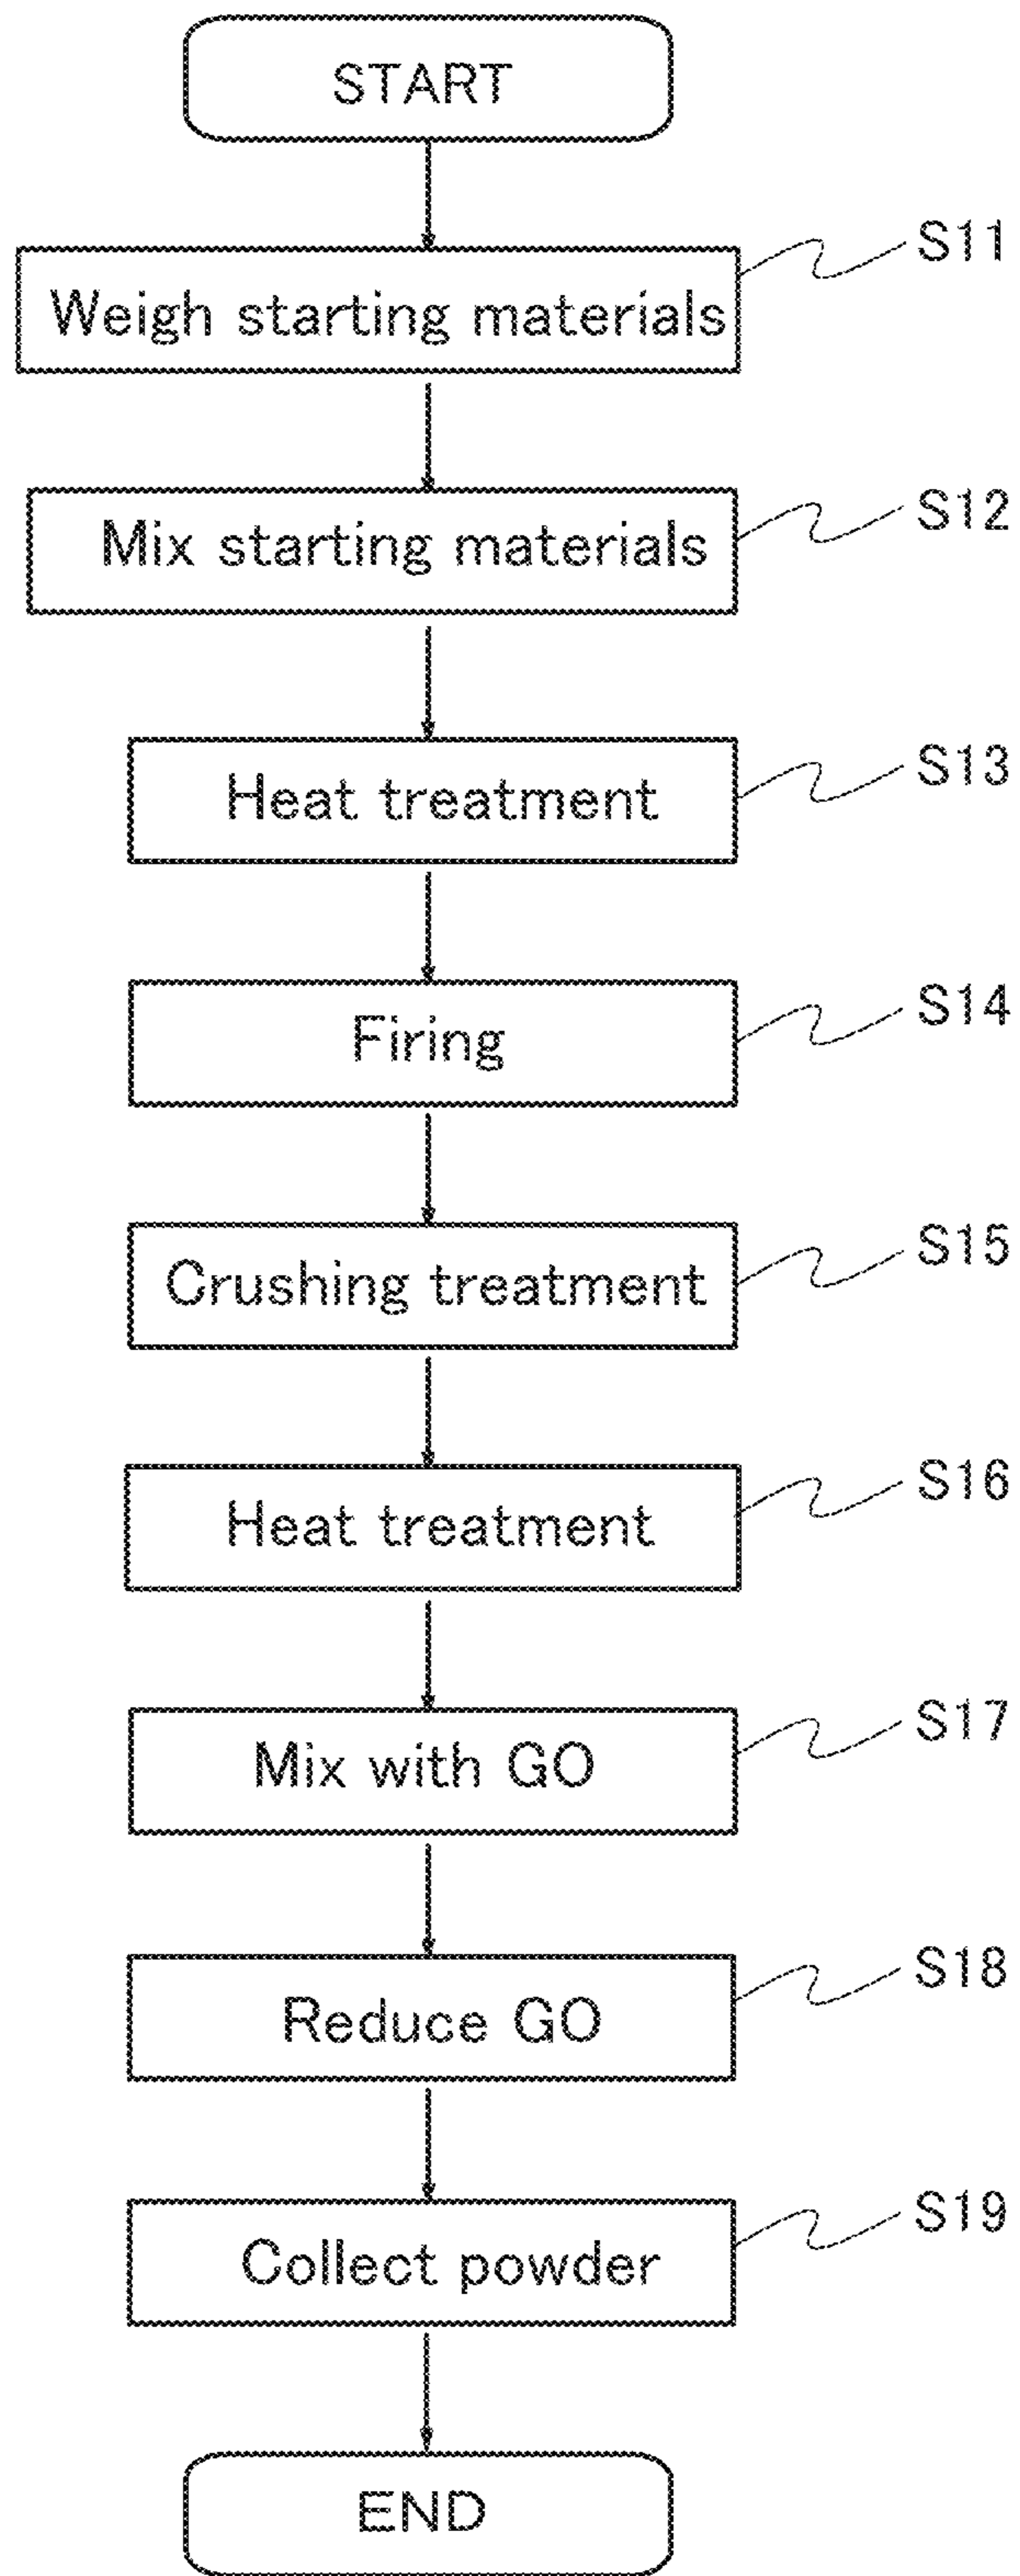 START
S11
Weigh starting materials
S12
Mix starting materials
S13
Heat treatment
S14
Firing
S15
Crushing treatment
S16
Heat treatment
S17
Mix with GO
S18
Reduce GO
S19
Collect powder
END